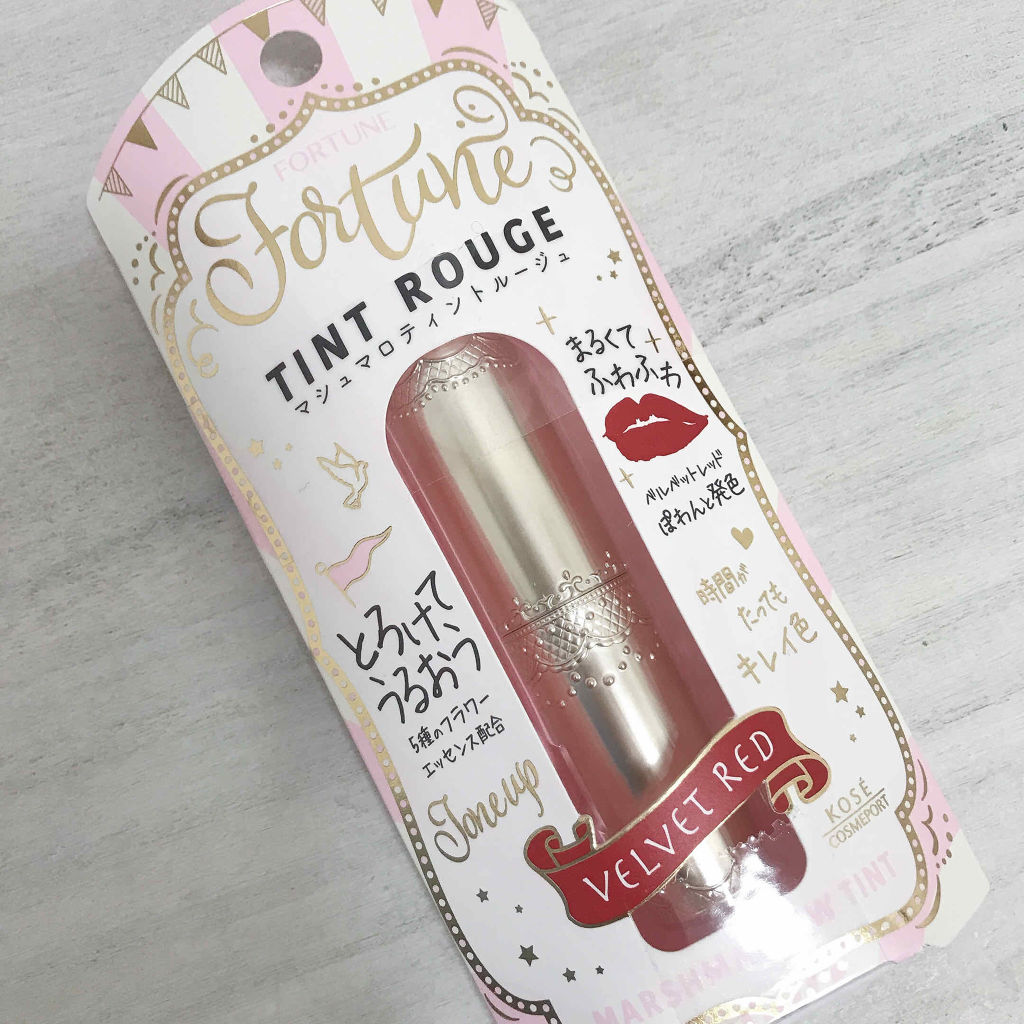 FORTUNE
Fortune
TINT ROUGE
マシュマロティントルージュ
まるくて
ふわふわ
ベルベットレッド
ぽわんと発色
時間が
たっても
キレイ色
とろけて、
うるおう
5種のフラワー
エッセンス配合
Tone up
VELVET RED
KOSÉ
COSMEPORT
TINT